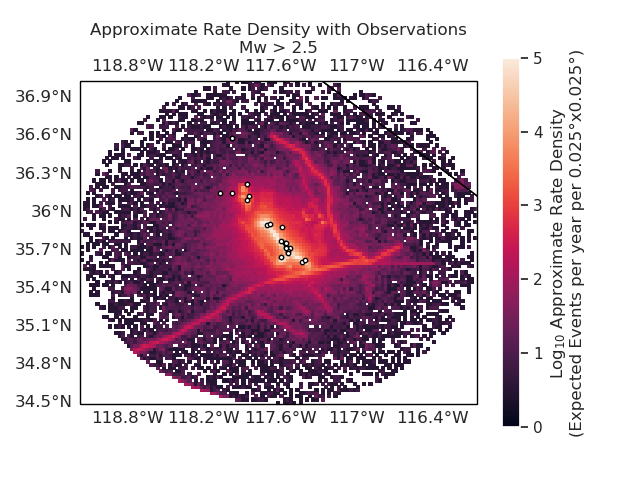 Approximate Rate Density with Observations
Mw > 2.5
118.8°W 118.2°W 117.6°W 117°W 116.4°W
36.9°N
36.6°N
36.3°N
36°N
35.7°N
35.4°N
35.1°N
34.8°N
34.5°N
118.8°W 118.2°W 117.6°W 117°W 116.4°W
5
4
3
2
1
0
Log₁₀ Approximate Rate Density
(Expected Events per year per 0.025°x0.025°)